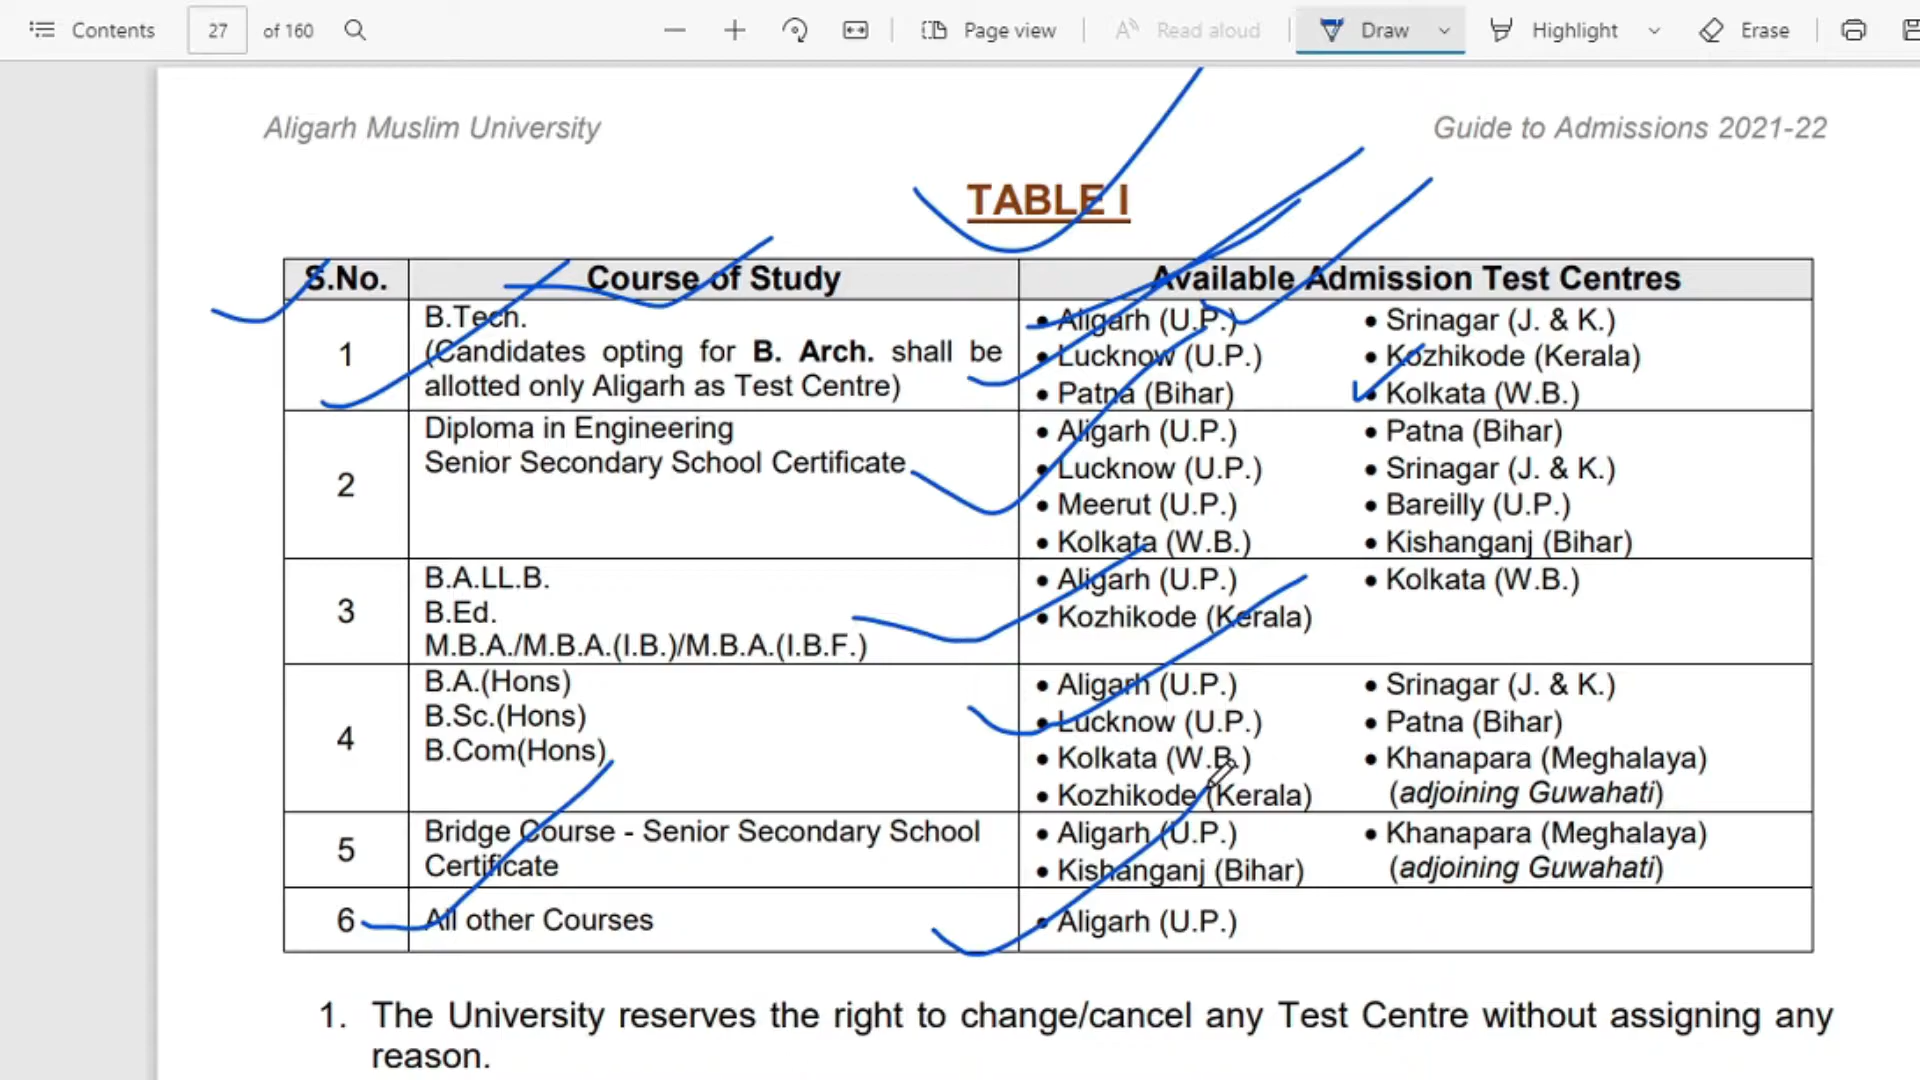 Contents 27 of 160 Page view Read aloud Draw Highlight Erase
Aligarh Muslim University Guide to Admissions 2021-22
TABLE I
S.No. Course of Study Available Admission Test Centres
1
B.Tech.
(Candidates opting for B. Arch. shall be
allotted only Aligarh as Test Centre)
• Aligarh (U.P.) • Srinagar (J. & K.)
• Lucknow (U.P.) • Kozhikode (Kerala)
• Patna (Bihar) • Kolkata (W.B.)
2
Diploma in Engineering
Senior Secondary School Certificate
• Aligarh (U.P.) • Patna (Bihar)
• Lucknow (U.P.) • Srinagar (J. & K.)
• Meerut (U.P.) • Bareilly (U.P.)
• Kolkata (W.B.) • Kishanganj (Bihar)
3
B.A.LL.B.
B.Ed.
M.B.A./M.B.A.(I.B.)/M.B.A.(I.B.F.)
• Aligarh (U.P.) • Kolkata (W.B.)
• Kozhikode (Kerala)
4
B.A.(Hons)
B.Sc.(Hons)
B.Com(Hons)
• Aligarh (U.P.) • Srinagar (J. & K.)
• Lucknow (U.P.) • Patna (Bihar)
• Kolkata (W.B.) • Khanapara (Meghalaya)
• Kozhikode (Kerala) (adjoining Guwahati)
5
Bridge Course - Senior Secondary School
Certificate
• Aligarh (U.P.) • Khanapara (Meghalaya)
• Kishanganj (Bihar) (adjoining Guwahati)
6 All other Courses • Aligarh (U.P.)
1. The University reserves the right to change/cancel any Test Centre without assigning any
reason.